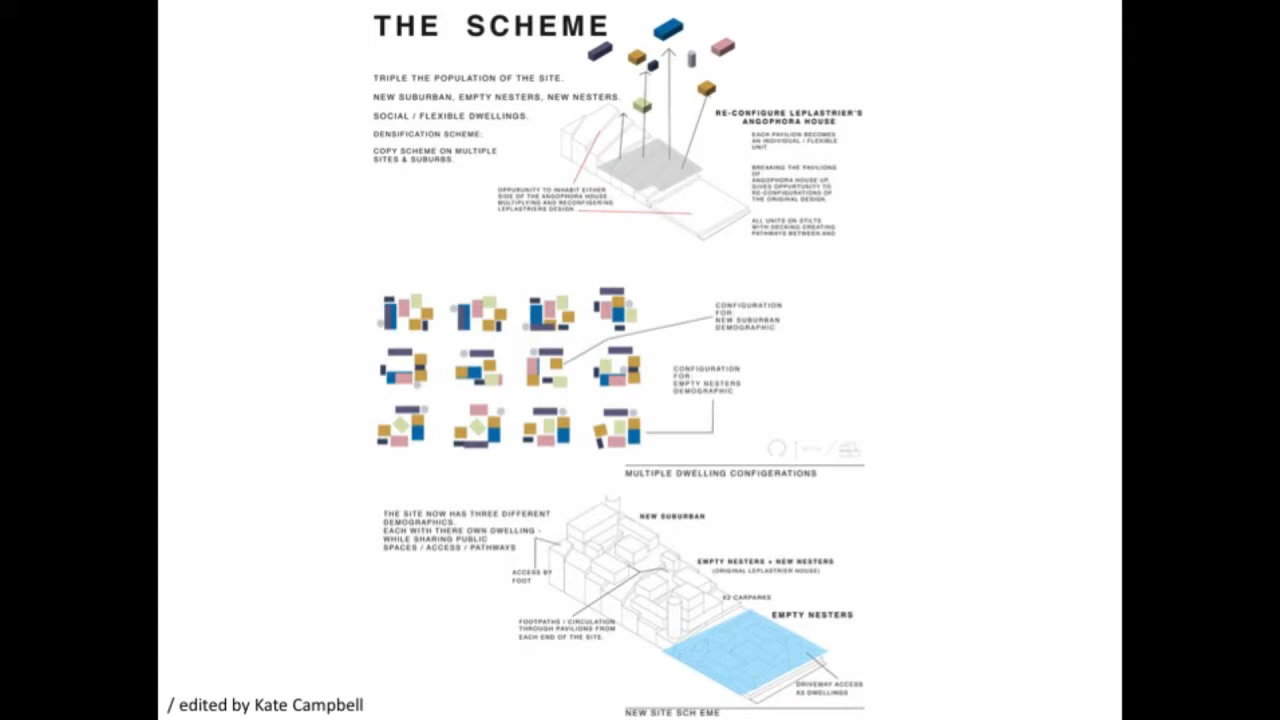 THE SCHEME
TRIPLE THE POPULATION OF THE SITE.
NEW SUBURBAN, EMPTY NESTERS, NEW NESTERS.
SOCIAL / FLEXIBLE DWELLINGS.
DENSIFICATION SCHEME:
COPY SCHEME ON MULTIPLE
SITES & SUBURBS.
RE-CONFIGURE LEPLASTRIER'S
ANGOPHORA HOUSE
EACH PAVILION BECOMES
AN INDIVIDUAL / FLEXIBLE
UNIT
BREAKING THE PAVILIONS
OF
ANGOPHORA HOUSE UP,
GIVES OPPURTUNITY TO
RE-CONFIGURATIONS OF
THE ORIGINAL DESIGN.
ALL UNITS ON STILTS
WITH DECKING CREATING
PATHWAYS BETWEEN AND
OPPURUNITY TO INHABIT EITHER
SIDE OF THE ANGOPHORA HOUSE
MULTIPLYING AND RECONFIGERING
LEPLASTRIERS DESIGN
CONFIGURATION
FOR:
NEW SUBURBAN
DEMOGRAPHIC
CONFIGURATION
FOR:
EMPTY NESTERS
DEMOGRAPHIC
MULTIPLE DWELLING CONFIGERATIONS
THE SITE NOW HAS THREE DIFFERENT
DEMOGRAPHICS.
EACH WITH THERE OWN DWELLING -
WHILE SHARING PUBLIC
SPACES / ACCESS / PATHWAYS
NEW SUBURBAN
EMPTY NESTERS + NEW NESTERS
(ORIGINAL LEPLASTRIER HOUSE)
ACCESS BY
FOOT
X2 CARPARKS
EMPTY NESTERS
FOOTPATHS / CIRCULATION
THROUGH PAVILIONS FROM
EACH END OF THE SITE.
DRIVEWAY ACCESS
X3 DWELLINGS
NEW SITE SCH EME
/ edited by Kate Campbell